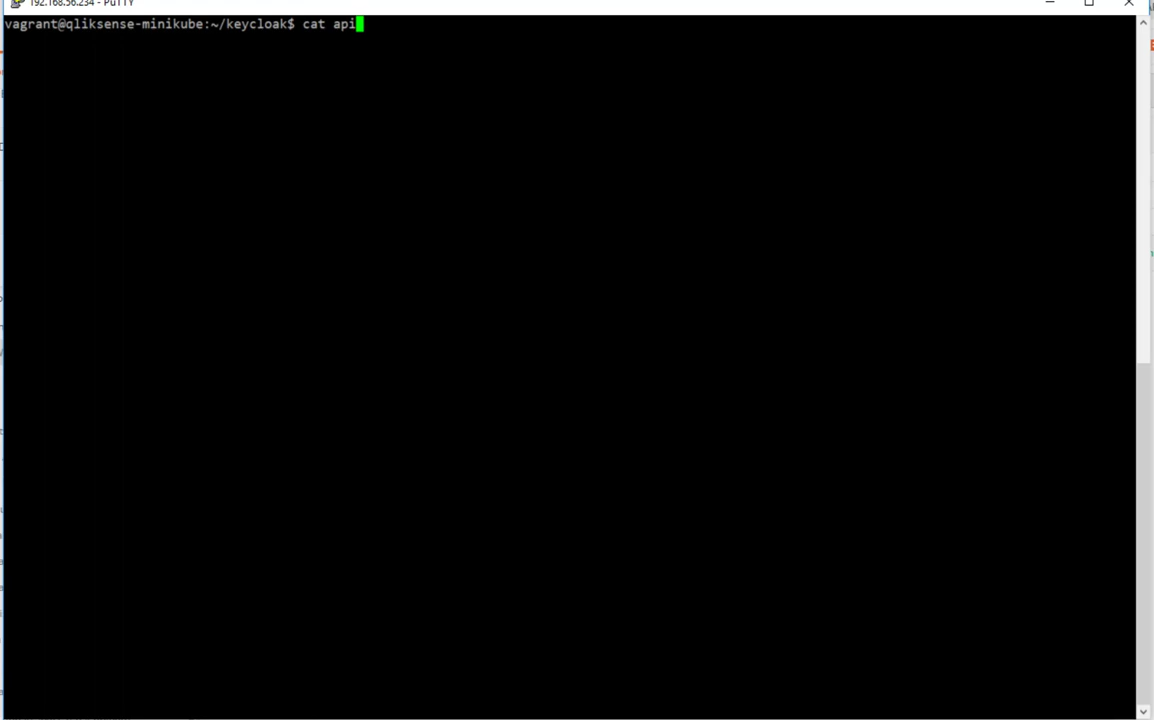 192.168.56.234 - PuTTY
vagrant@qliksense-minikube:~/keycloak$ cat api